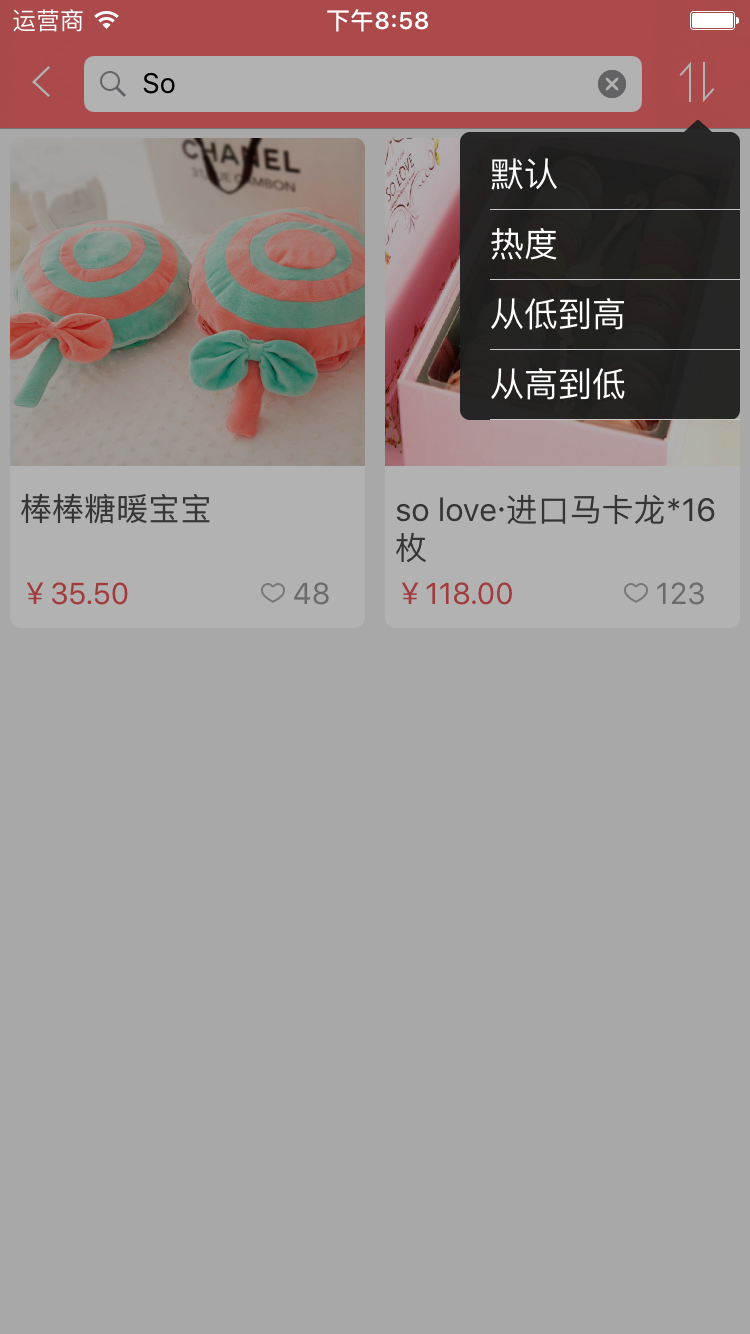 运营商
下午8:58
So
默认
热度
从低到高
从高到低
CHANEL
SO LOVE
棒棒糖暖宝宝
¥ 35.50
48
so love·进口马卡龙*16
枚
¥ 118.00
123